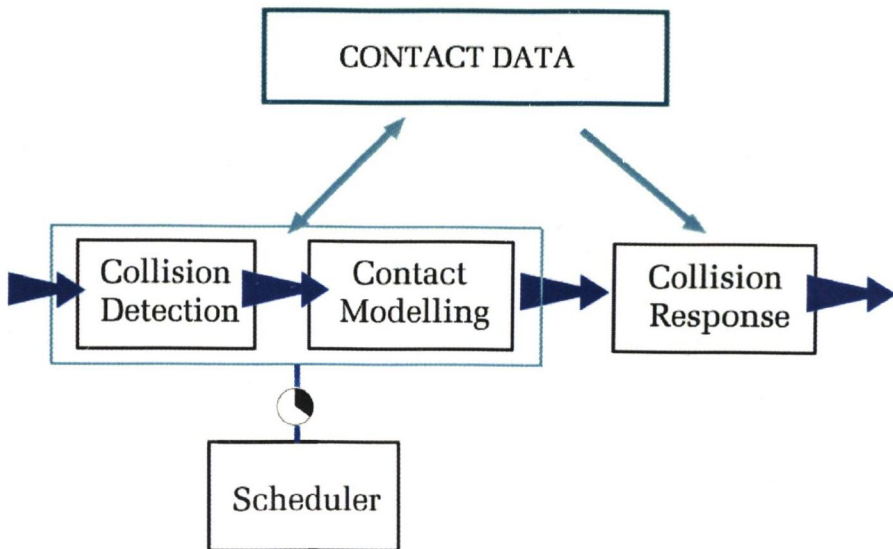 CONTACT DATA
Collision
Detection
Contact
Modelling
Collision
Response
Scheduler